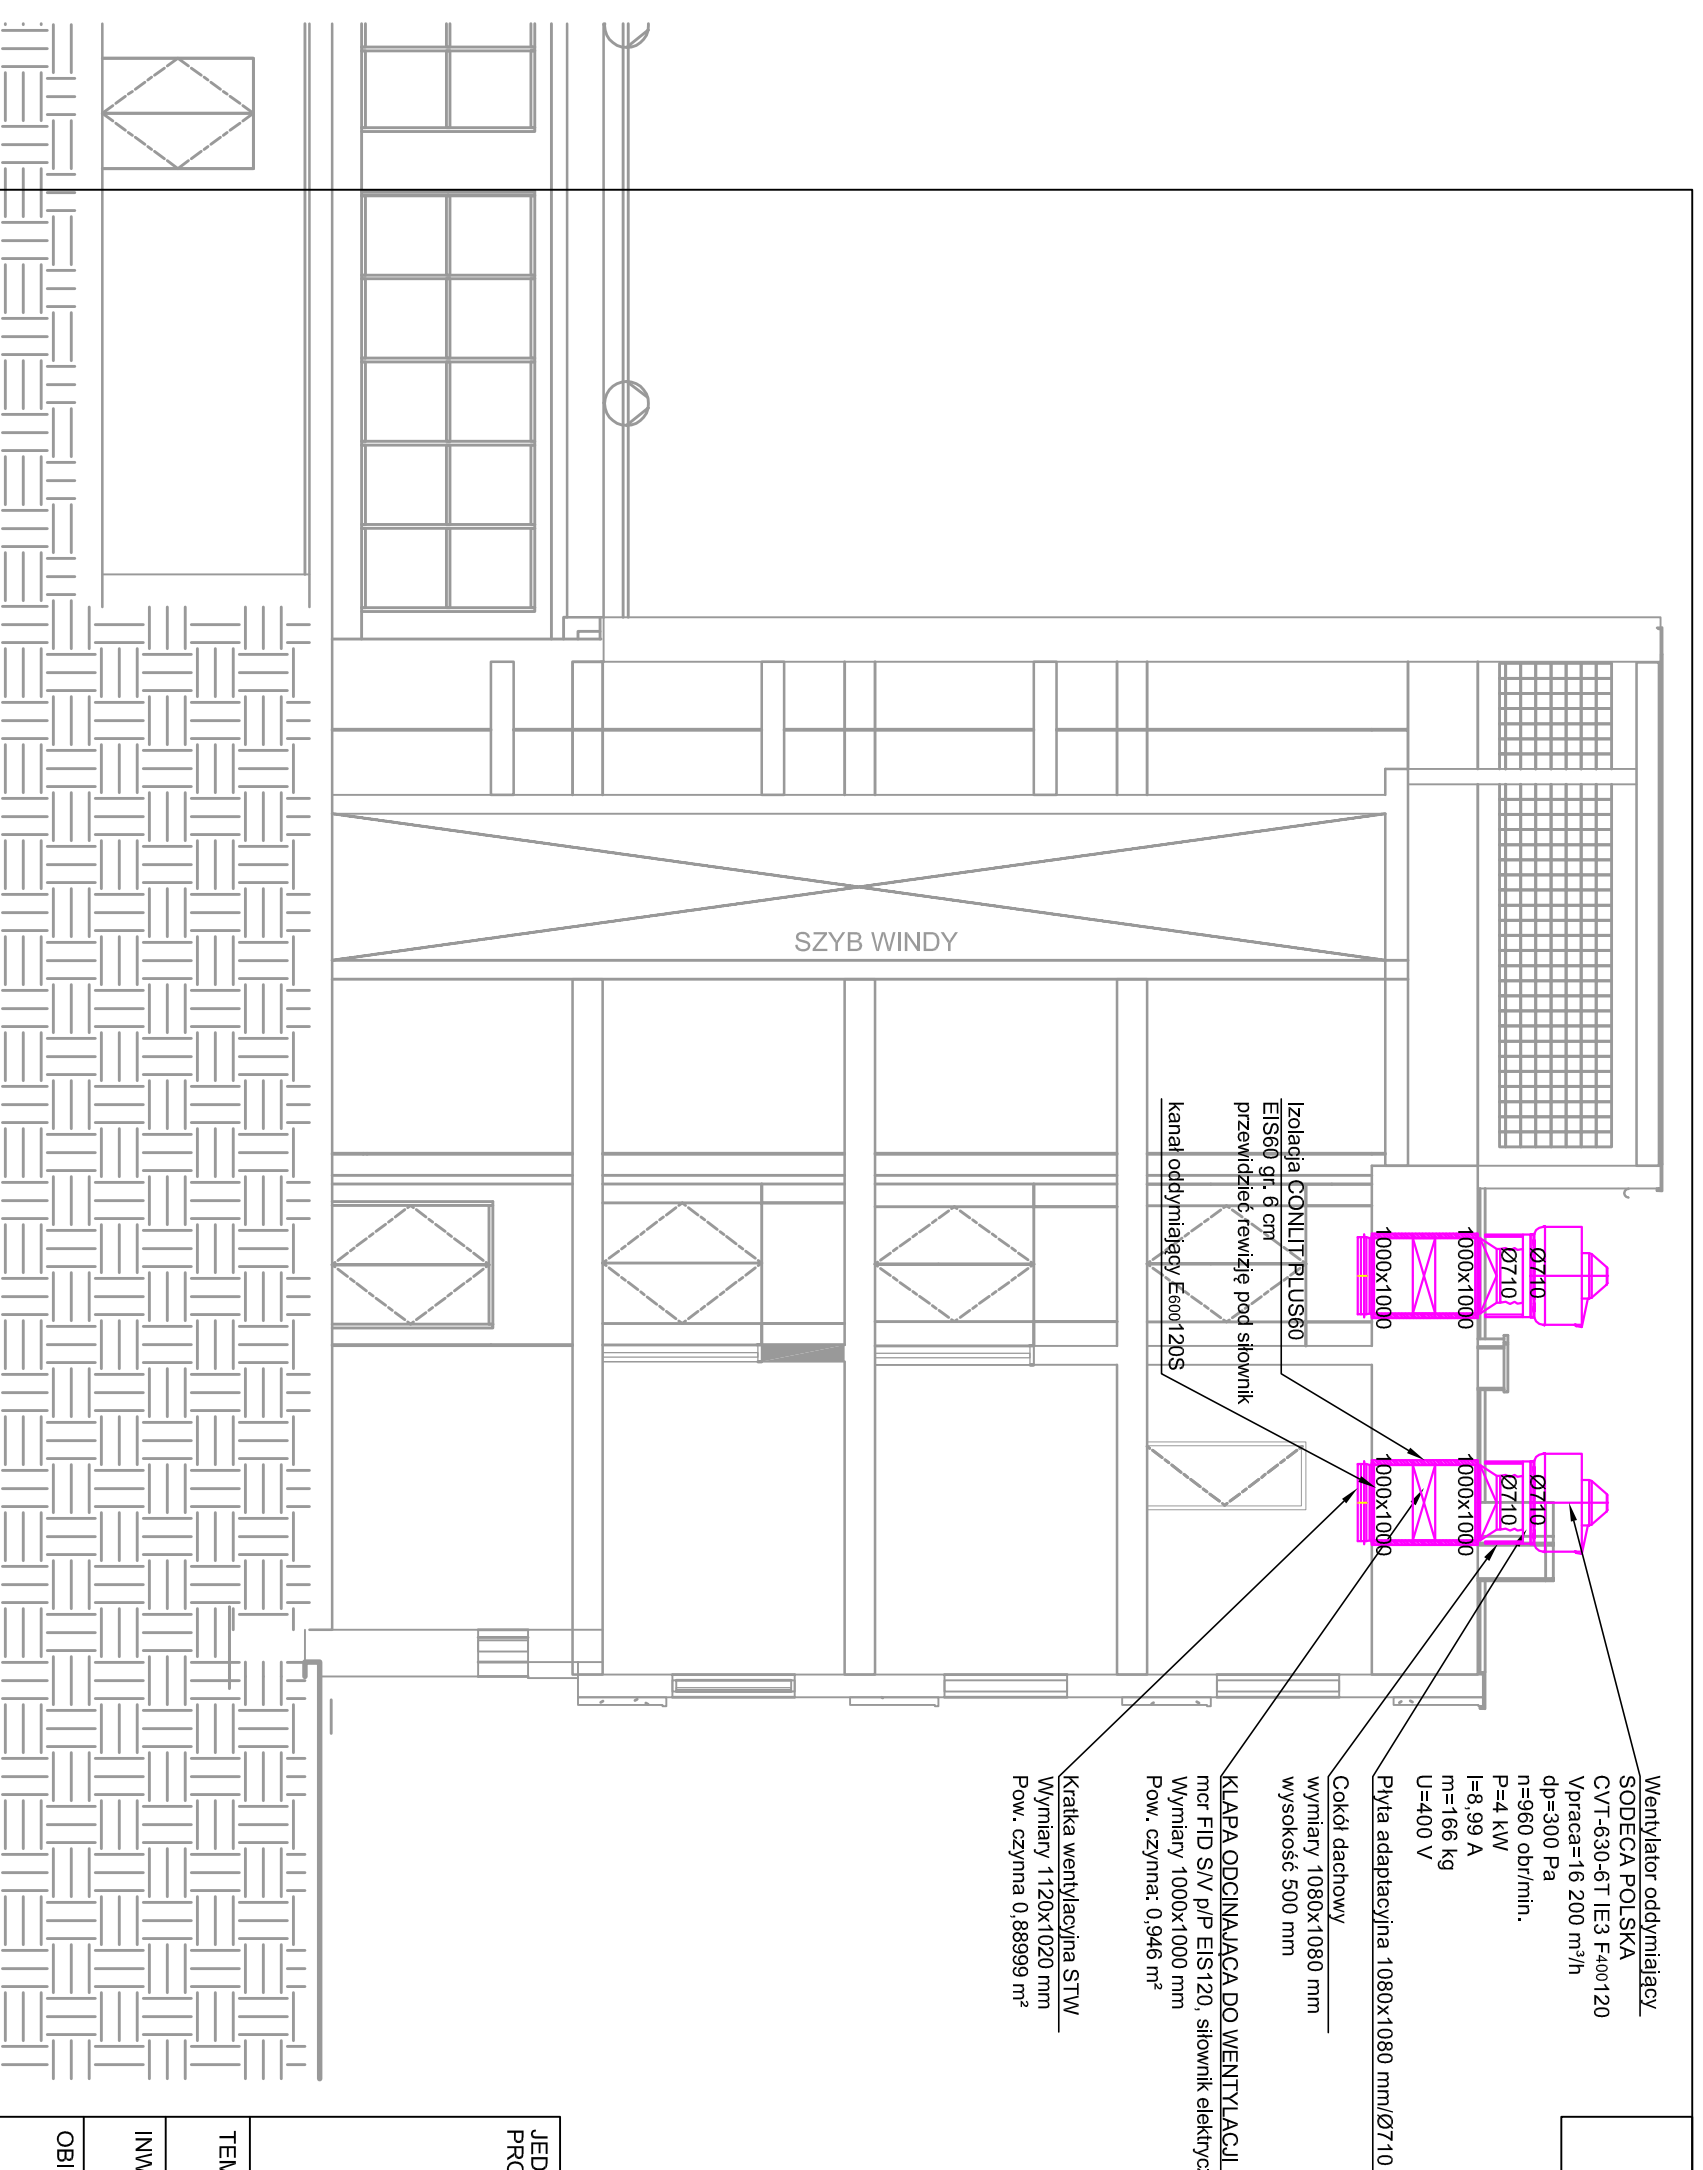 Wentylator oddymiający
SODECA POLSKA
CVT-630-6T IE3 F400120
Vpraca=16 200 m³/h
dp=300 Pa
n=960 obr/min.
P=4 kW
I=8,99 A
m=166 kg
U=400 V
Płyta adaptacyjna 1080x1080 mm/Ø710
Cokół dachowy
wymiary 1080x1080 mm
wysokość 500 mm
KLAPA ODCINAJĄCA DO WENTYLACJI
mcr FID S/V p/P EIS120, siłownik
Wymiary 1000x1000 mm
Pow. czynna: 0,946 m²
Kratka wentylacyjna STW
Wymiary 1120x1020 mm
Pow. czynna 0,88999 m²
Izolacja CONLIT PLUS60
EIS60 gr. 6 cm
przewidzieć rewizję pod siłownik
kanał oddymiający E600120S
Ø710
Ø710
1000x1000
1000x1000
Ø710
Ø710
1000x1000
1000x1000
SZYB WINDY